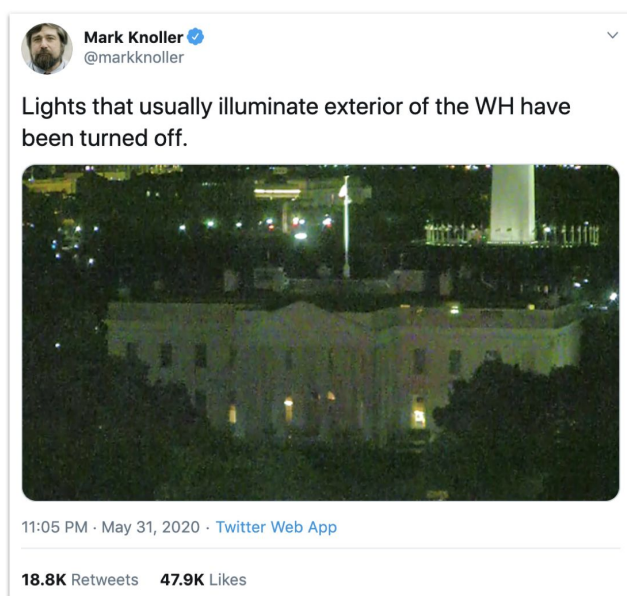 Mark Knoller
@markknoller
Lights that usually illuminate exterior of the WH have
been turned off.
11:05 PM · May 31, 2020 · Twitter Web App
18.8K Retweets 47.9K Likes